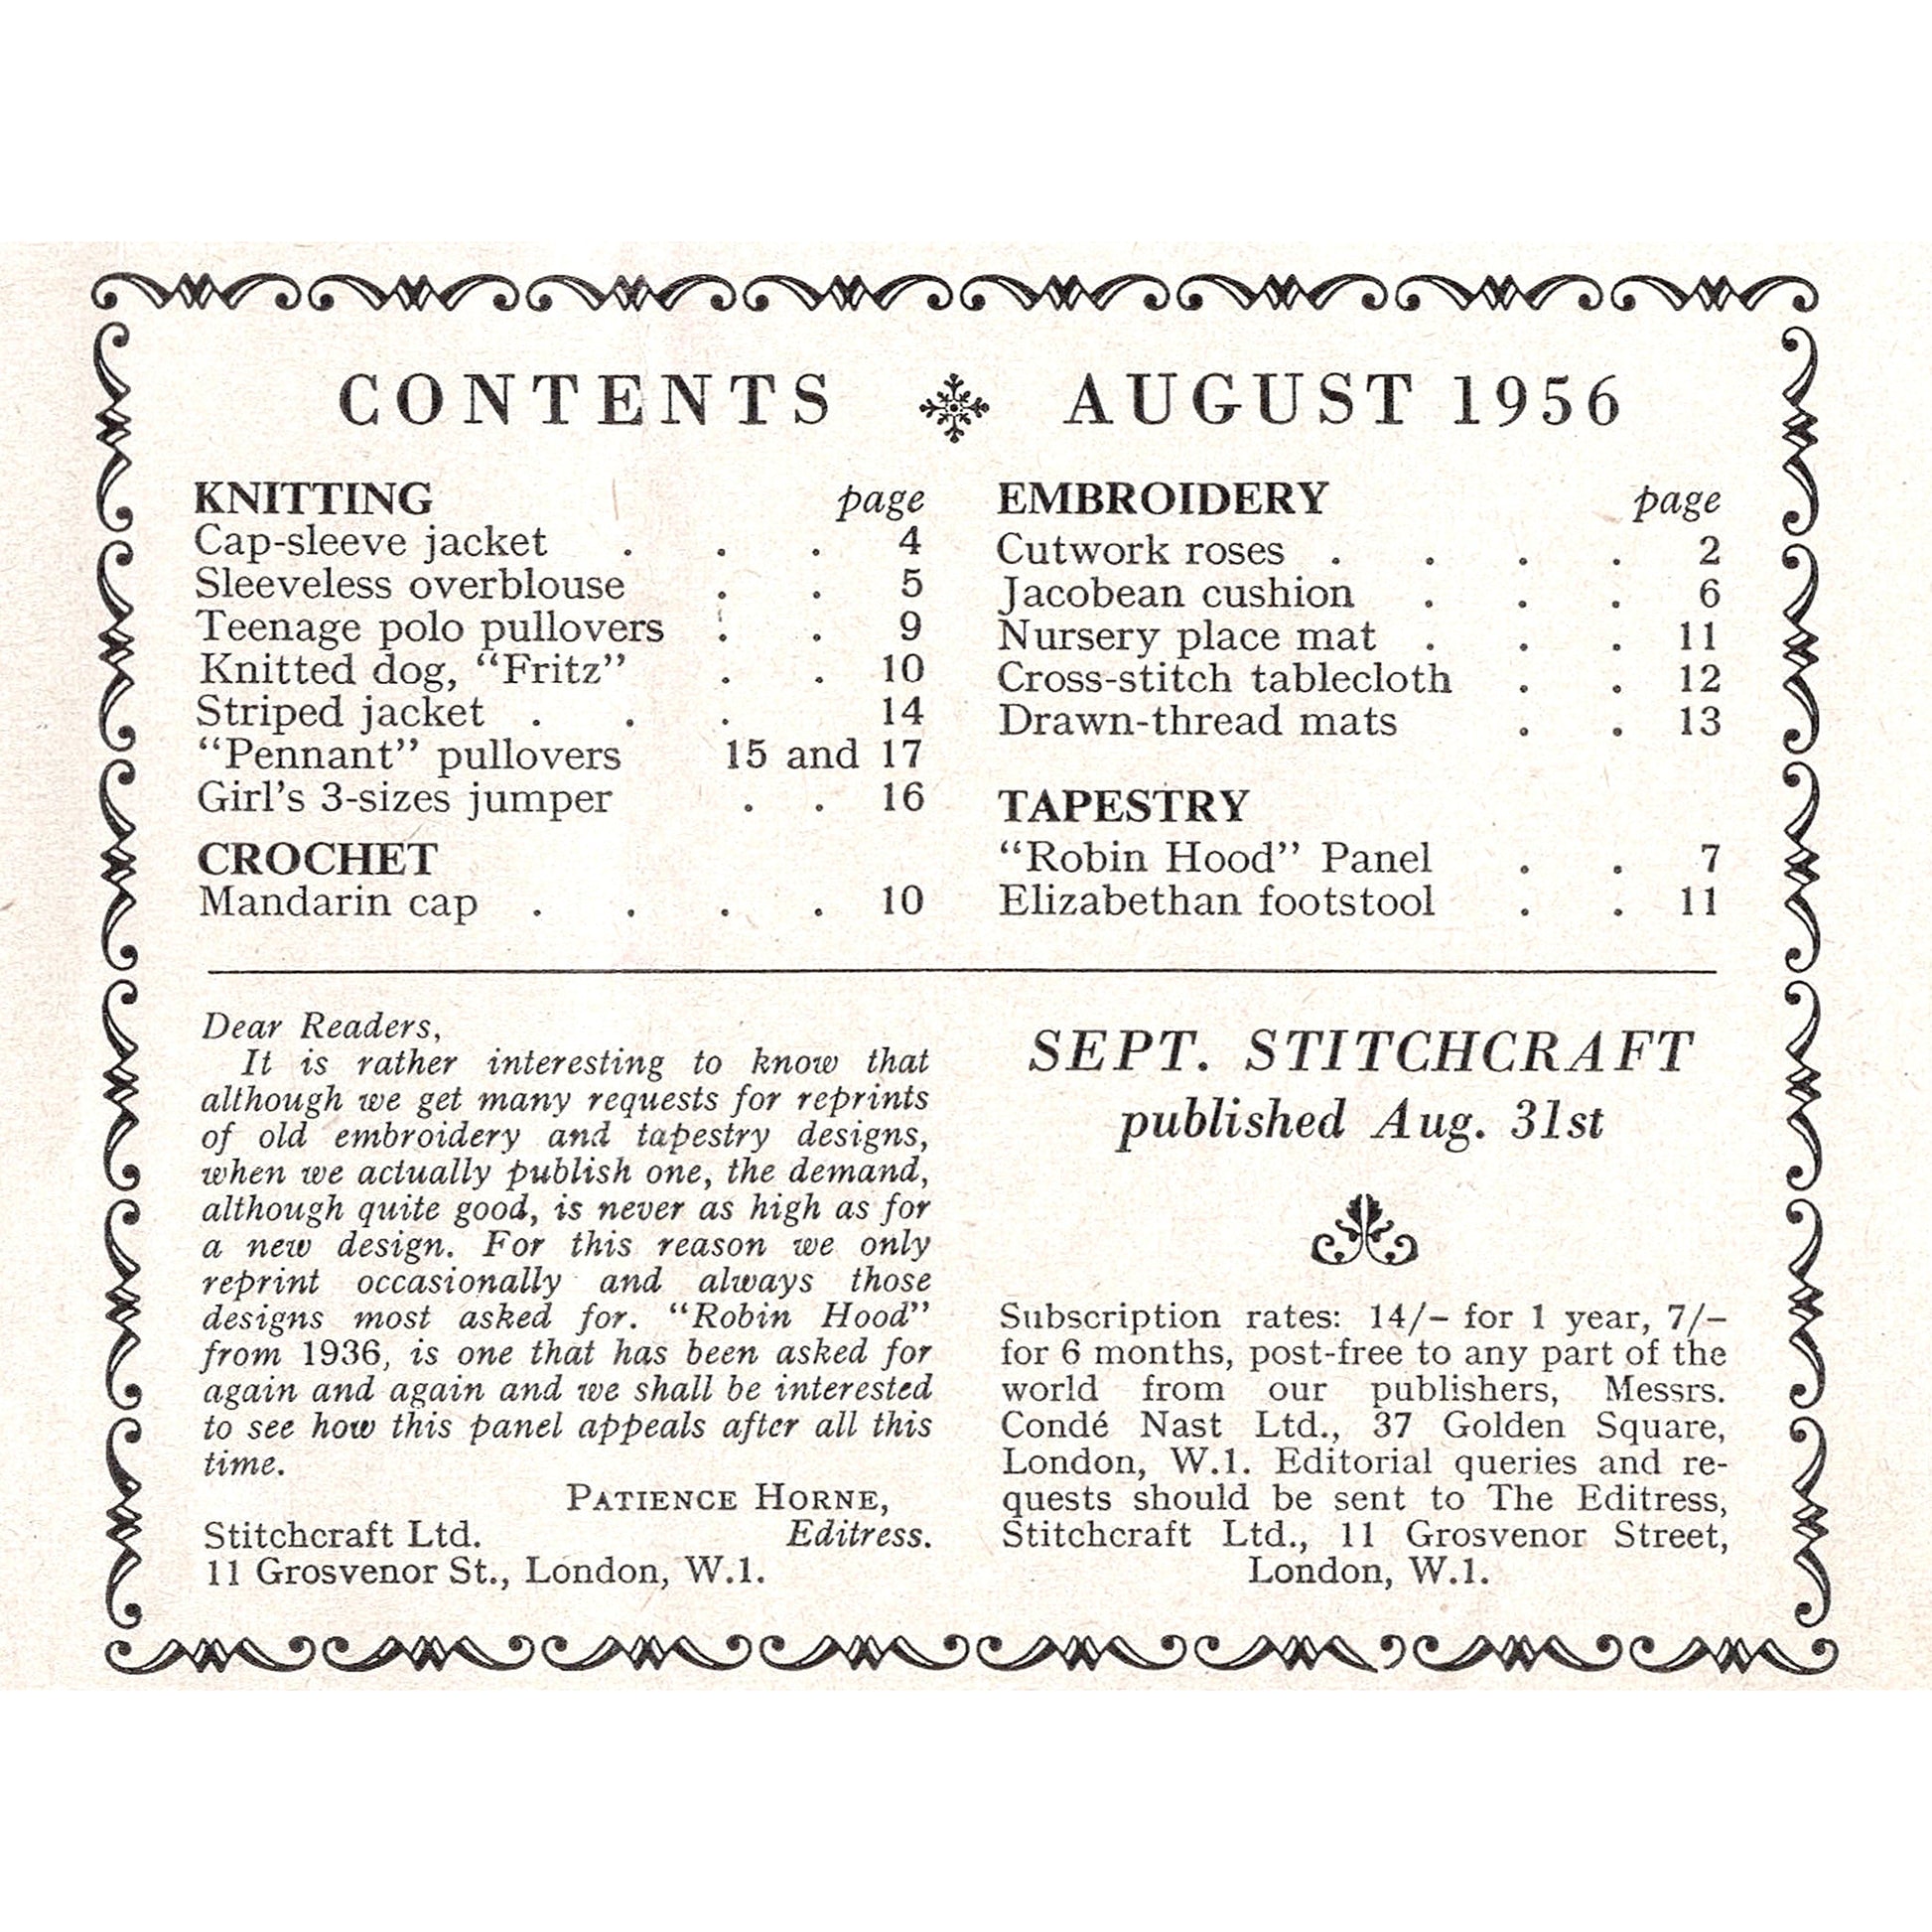 CONTENTS AUGUST 1956
KNITTING page
Cap-sleeve jacket . . . 4
Sleeveless overblouse . . 5
Teenage polo pullovers . . 9
Knitted dog, “Fritz” . . 10
Striped jacket . . . 14
“Pennant” pullovers 15 and 17
Girl’s 3-sizes jumper . . 16
CROCHET
Mandarin cap . . . . 10
EMBROIDERY page
Cutwork roses . . . . 2
Jacobean cushion . . . 6
Nursery place mat . . . 11
Cross-stitch tablecloth . . 12
Drawn-thread mats . . 13
TAPESTRY
“Robin Hood” Panel . . 7
Elizabethan footstool . . 11
Dear Readers,
It is rather interesting to know that
although we get many requests for reprints
of old embroidery and tapestry designs,
when we actually publish one, the demand,
although quite good, is never as high as for
a new design. For this reason we only
reprint occasionally and always those
designs most asked for. “Robin Hood”
from 1936, is one that has been asked for
again and again and we shall be interested
to see how this panel appeals after all this
time.
PATIENCE HORNE,
Stitchcraft Ltd. Editress.
11 Grosvenor St., London, W.1.
SEPT. STITCHCRAFT
published Aug. 31st
Subscription rates: 14/– for 1 year, 7/–
for 6 months, post-free to any part of the
world from our publishers, Messrs.
Condé Nast Ltd., 37 Golden Square,
London, W.1. Editorial queries and re-
quests should be sent to The Editress,
Stitchcraft Ltd., 11 Grosvenor Street,
London, W.1.